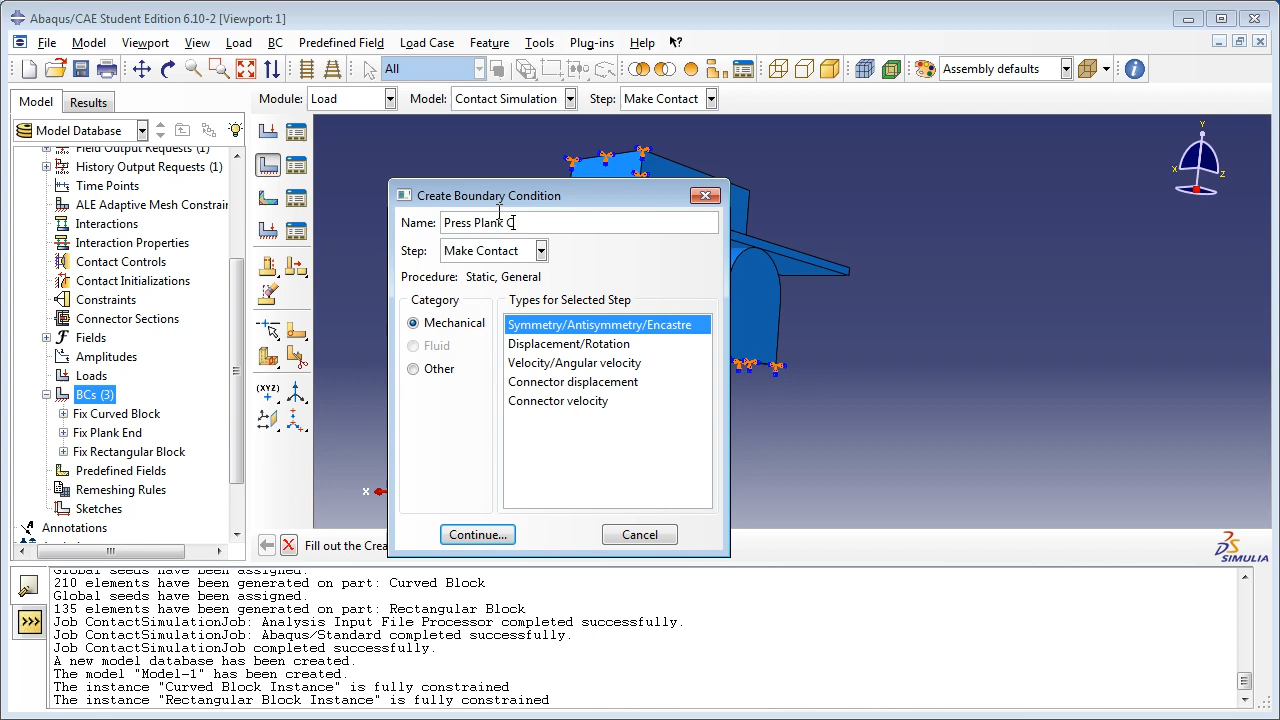 Abaqus/CAE Student Edition 6.10-2 [Viewport: 1]
File Model Viewport View Load BC Predefined Field Load Case Feature Tools Plug-ins Help
All Assembly defaults
Model Results Module: Load Model: Contact Simulation Step: Make Contact
Model Database
Field Output Requests (1)
History Output Requests (1)
Time Points
ALE Adaptive Mesh Constrain
Interactions
Interaction Properties
Contact Controls
Contact Initializations
Constraints
Connector Sections
Fields
Amplitudes
Loads
BCs (3)
Fix Curved Block
Fix Plank End
Fix Rectangular Block
Predefined Fields
Remeshing Rules
Sketches
Annotations
(XYZ)
Y
X
Z
X
Create Boundary Condition
Name: Press Plank C
Step: Make Contact
Procedure: Static, General
Category
Mechanical
Fluid
Other
Types for Selected Step
Symmetry/Antisymmetry/Encastre
Displacement/Rotation
Velocity/Angular velocity
Connector displacement
Connector velocity
Continue... Cancel
Fill out the Crea
SIMULIA
Global seeds have been assigned.
210 elements have been generated on part: Curved Block
Global seeds have been assigned.
135 elements have been generated on part: Rectangular Block
Job ContactSimulationJob: Analysis Input File Processor completed successfully.
Job ContactSimulationJob: Abaqus/Standard completed successfully.
Job ContactSimulationJob completed successfully.
A new model database has been created.
The model "Model-1" has been created.
The instance "Curved Block Instance" is fully constrained
The instance "Rectangular Block Instance" is fully constrained
>>>